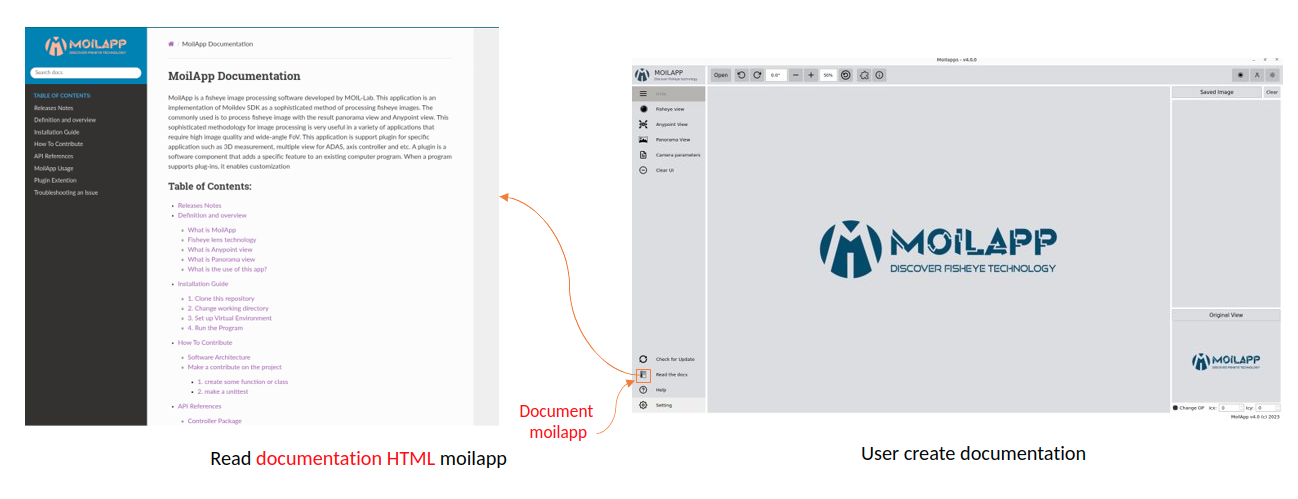 MOILAPP
DISCOVER FISHEYE TECHNOLOGY
Search docs
TABLE OF CONTENTS:
Releases Notes
Definition and overview
Installation Guide
How To Contribute
API References
MoilApp Usage
Plugin Extention
Troubleshooting an Issue
/ MoilApp Documentation
MoilApp Documentation
MoilApp is a fisheye image processing software developed by MOIL-Lab. This application is an
implementation of Moildev SDK as a sophisticated method of processing fisheye images. The
commonly used is to process fisheye image with the result panorama view and Anypoint view. This
sophisticated methodology for image processing is very useful in a variety of applications that
require high image quality and wide-angle FoV. This application is support plugin for specific
application such as 3D measurement, multiple view for ADAS, axis controller and etc. A plugin is a
software component that adds a specific feature to an existing computer program. When a program
supports plug-ins, it enables customization
Table of Contents:
Releases Notes
Definition and overview
What is MoilApp
Fisheye lens technology
What is Anypoint view
What is Panorama view
What is the use of this app?
Installation Guide
1. Clone this repository
2. Change working directory
3. Set up Virtual Environment
4. Run the Program
How To Contribute
Software Architecture
Make a contribute on the project
1. create some function or class
2. make a unittest
API References
Controller Package
Read documentation HTML moilapp
Document
moilapp
Moilapps - v4.0.0
MOILAPP
Discover Fisheye technology
Open
0.0°
50%
Hide
Fisheye view
Anypoint View
Panorama View
Camera parameters
Clear UI
Check for Update
Read the docs
Help
Setting
MOILAPP
DISCOVER FISHEYE TECHNOLOGY
Saved Image
Clear
Original View
MOILAPP
DISCOVER FISHEYE TECHNOLOGY
Change OP
Icx: 0
Icy: 0
MoilApp v4.0 (c) 2023
User create documentation